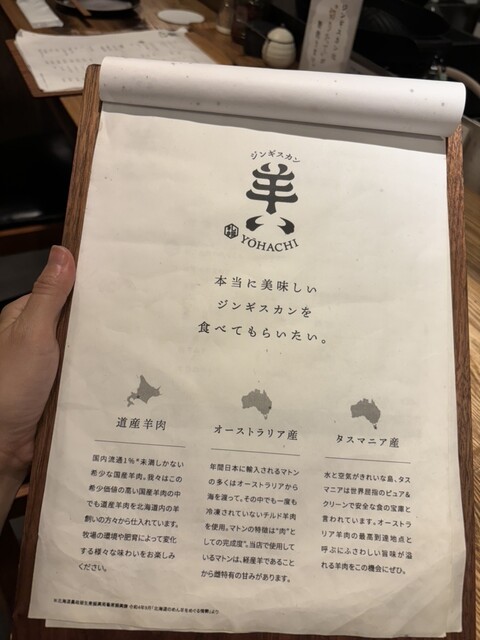 ジンギスカン
羊
YŌHACHI
本当に美味しい
ジンギスカンを
食べてもらいたい。
道産羊肉
国内流通1%*未満しかない
希少な国産羊肉。我々はこの
希少価値の高い国産羊肉の中
でも道産羊肉を北海道内の羊
飼いの方々から仕入れています。
牧場の環境や肥育によって変化
する様々な味わいをお楽しみ
ください。
オーストラリア産
年間日本に輸入されるマトン
の多くはオーストラリアから
海を渡って。その中でも一度も
冷凍されていないチルド羊肉
を使用。マトンの特徴は"肉"と
しての完成度。当店で使用して
いるマトンは、経産羊であること
から雌特有の甘みがあります。
タスマニア産
水と空気がきれいな島、タス
マニアは世界屈指のピュア&
クリーンで安全な食の宝庫と
言われています。オーストラ
リア羊肉の最高到達地点と
呼ぶにふさわしい旨味が溢
れる羊肉をこの機会にぜひ。